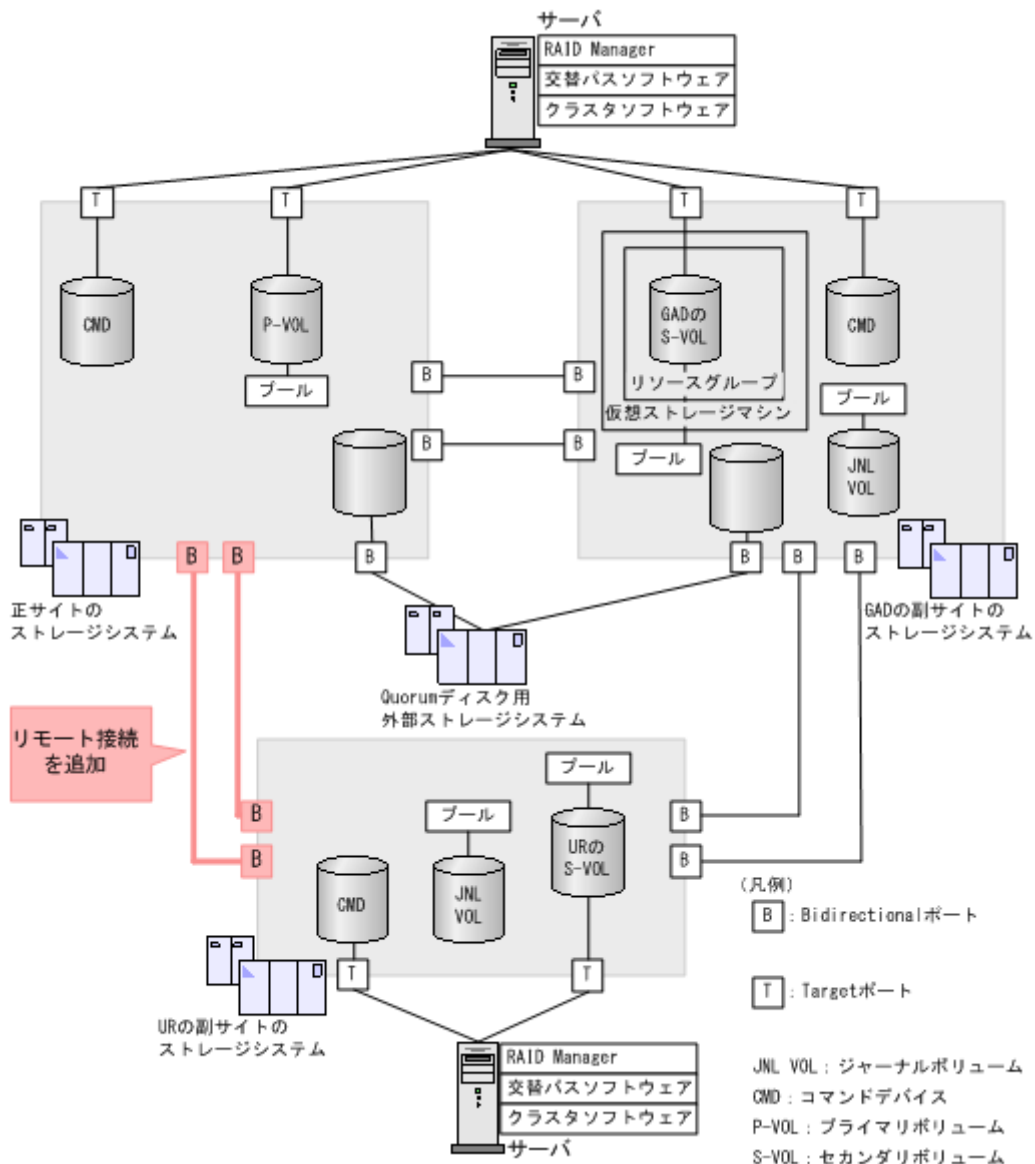 サーバ
RAID Manager
交替パスソフトウェア
クラスタソフトウェア
T
T
T
T
CMD
P-VOL
プール
GADの
S-VOL
リソースグループ
仮想ストレージマシン
プール
CMD
プール
JNL
VOL
B
B
B
B
B
B
B
B
B
B
正サイトの
ストレージシステム
GADの副サイトの
ストレージシステム
Quorumディスク用
外部ストレージシステム
リモート接続
を追加
プール
プール
B
B
B
B
CMD
JNL
VOL
URの
S-VOL
T
T
URの副サイトの
ストレージシステム
RAID Manager
交替パスソフトウェア
クラスタソフトウェア
サーバ
(凡例)
B : Bidirectionalポート
T : Targetポート
JNL VOL : ジャーナルボリューム
CMD : コマンドデバイス
P-VOL : プライマリボリューム
S-VOL : セカンダリボリューム